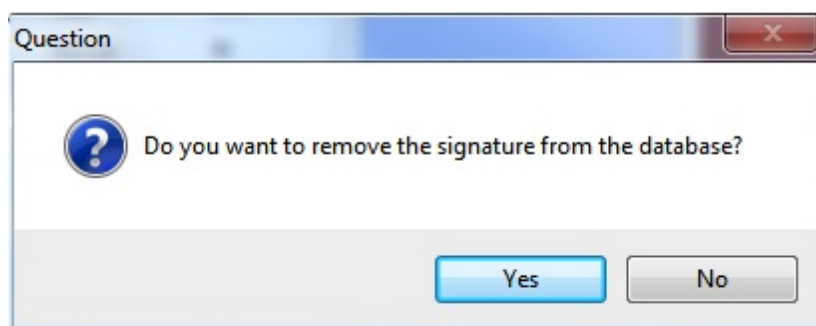 Question
Do you want to remove the signature from the database?
Yes
No